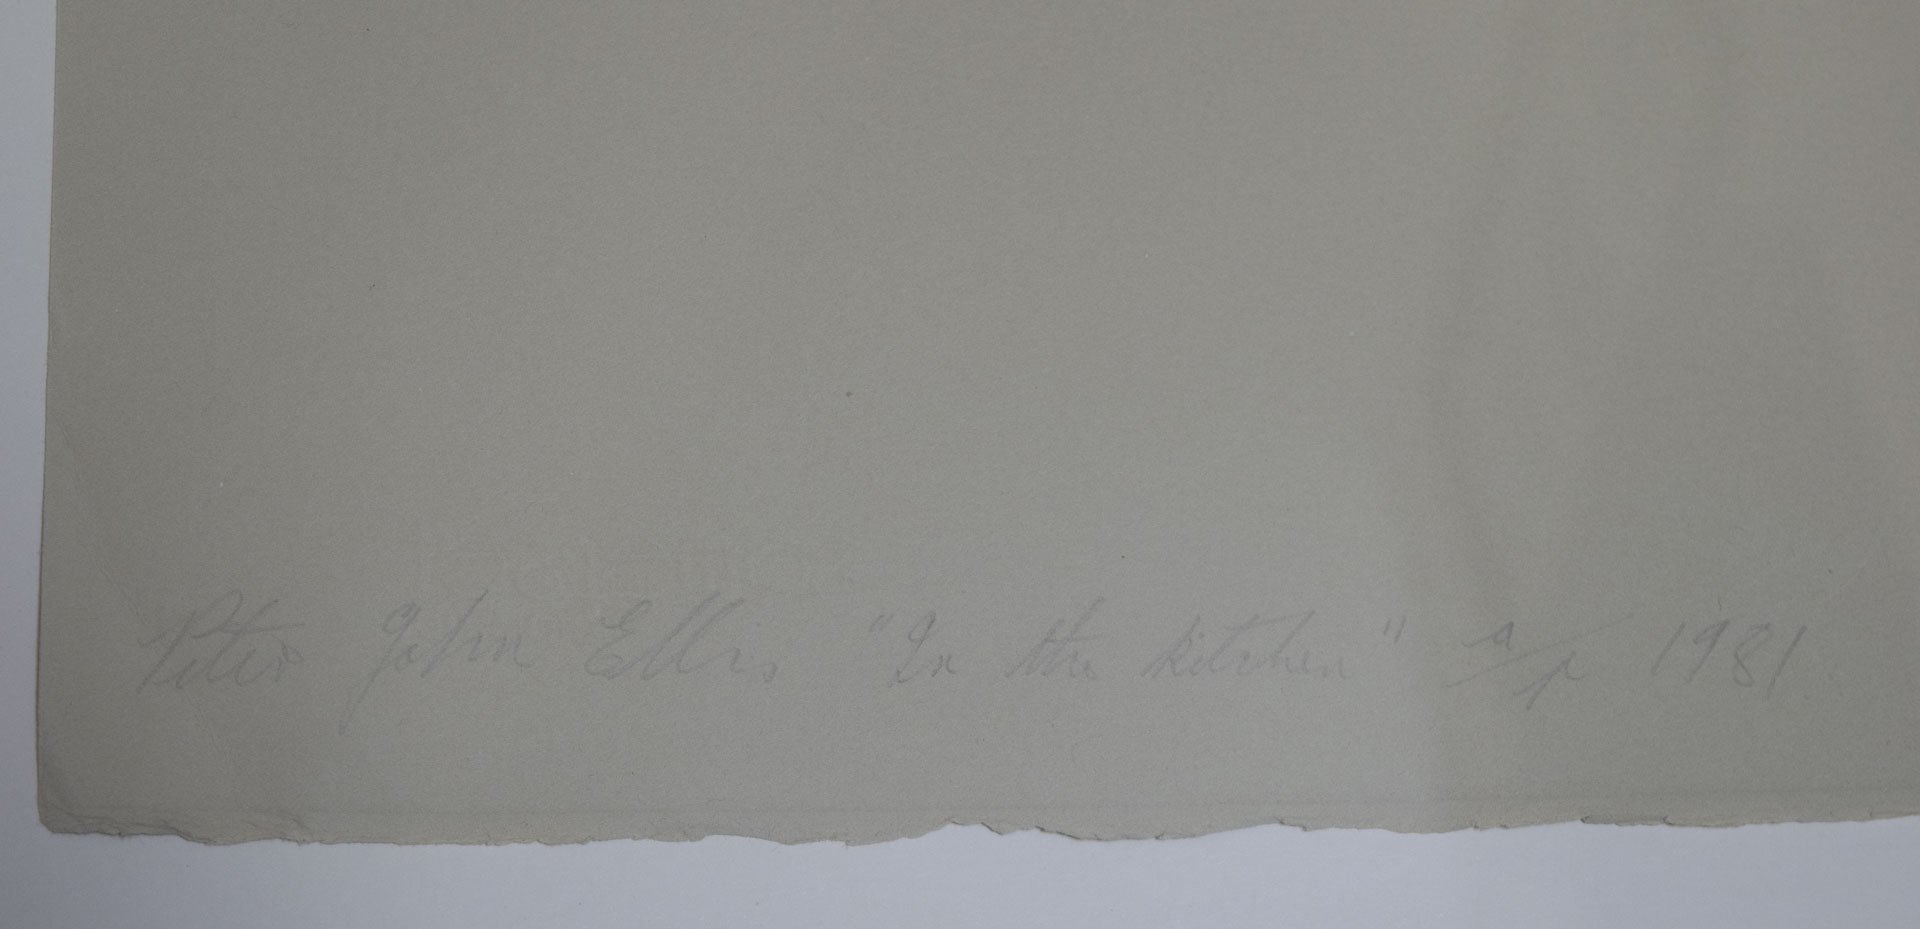 Peter John Ellis "In the kitchen" a/p 1981